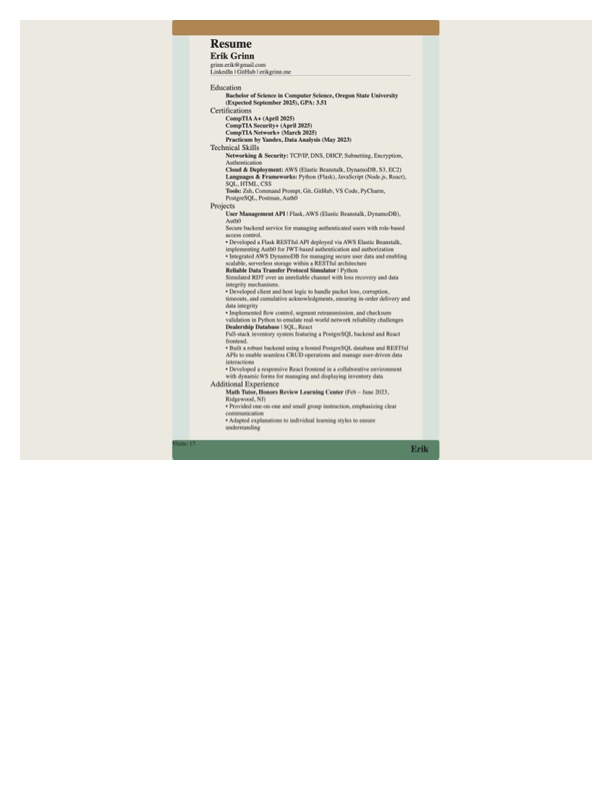 Resume
Erik Grinn
grinn.erik@gmail.com
LinkedIn | GitHub | erikgrinn.me
Education
Bachelor of Science in Computer Science, Oregon State University
(Expected September 2025), GPA: 3.51
Certifications
CompTIA A+ (April 2025)
CompTIA Security+ (April 2025)
CompTIA Network+ (March 2025)
Practicum by Yandex, Data Analysis (May 2023)
Technical Skills
Networking & Security: TCP/IP, DNS, DHCP, Subnetting, Encryption,
Authentication
Cloud & Deployment: AWS (Elastic Beanstalk, DynamoDB, S3, EC2)
Languages & Frameworks: Python (Flask), JavaScript (Node.js, React),
SQL, HTML, CSS
Tools: Zsh, Command Prompt, Git, GitHub, VS Code, PyCharm,
PostgreSQL, Postman, Auth0
Projects
User Management API | Flask, AWS (Elastic Beanstalk, DynamoDB),
Auth0
Secure backend service for managing authenticated users with role-based
access control.
• Developed a Flask RESTful API deployed via AWS Elastic Beanstalk,
implementing Auth0 for JWT-based authentication and authorization
• Integrated AWS DynamoDB for managing secure user data and enabling
scalable, serverless storage within a RESTful architecture
Reliable Data Transfer Protocol Simulator | Python
Simulated RDT over an unreliable channel with loss recovery and data
integrity mechanisms.
• Developed client and host logic to handle packet loss, corruption,
timeouts, and cumulative acknowledgments, ensuring in-order delivery and
data integrity
• Implemented flow control, segment retransmission, and checksum
validation in Python to emulate real-world network reliability challenges
Dealership Database | SQL, React
Full-stack inventory system featuring a PostgreSQL backend and React
frontend.
• Built a robust backend using a hosted PostgreSQL database and RESTful
APIs to enable seamless CRUD operations and manage user-driven data
interactions
• Developed a responsive React frontend in a collaborative environment
with dynamic forms for managing and displaying inventory data
Additional Experience
Math Tutor, Honors Review Learning Center (Feb – June 2023,
Ridgewood, NJ)
• Provided one-on-one and small group instruction, emphasizing clear
communication
• Adapted explanations to individual learning styles to ensure
understanding
Visits: 17
Erik